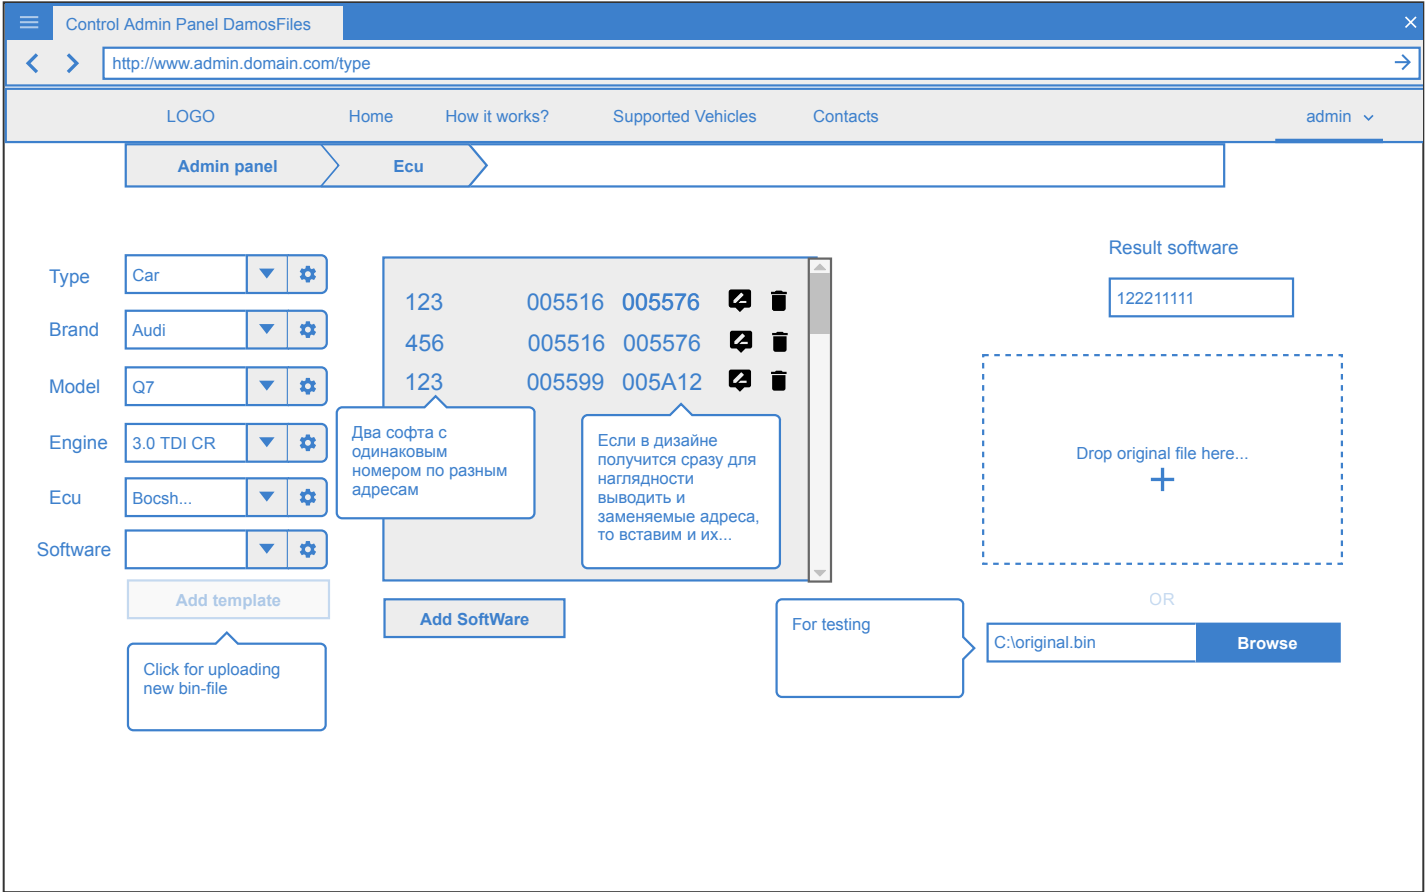 Control Admin Panel DamosFiles
http://www.admin.domain.com/type
LOGO Home How it works? Supported Vehicles Contacts admin
Admin panel Ecu
Type Car
Brand Audi
Model Q7
Engine 3.0 TDI CR
Ecu Bocsh...
Software
Add template
Click for uploading
new bin-file
123 005516 005576
456 005516 005576
123 005599 005A12
Два софта с
одинаковым
номером по разным
адресам
Если в дизайне
получится сразу для
наглядности
выводить и
заменяемые адреса,
то вставим и их...
Add SoftWare
Result software
122211111
Drop original file here...
OR
For testing
C:\original.bin Browse